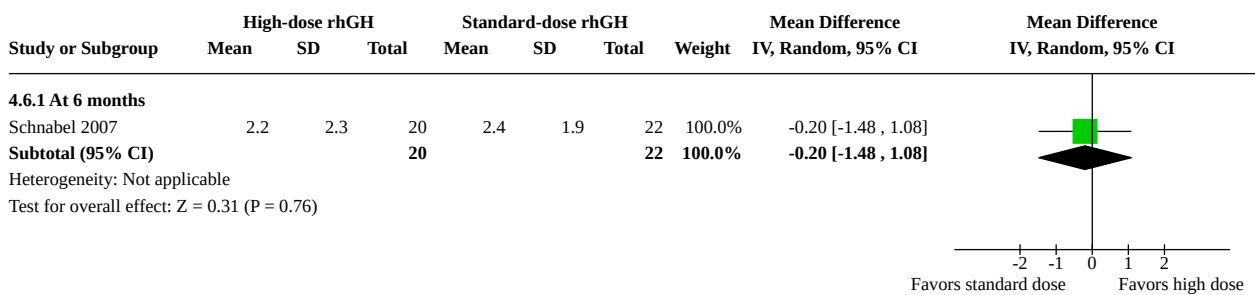 High-dose rhGH Standard-dose rhGH Mean Difference Mean Difference
Study or Subgroup Mean SD Total Mean SD Total Weight IV, Random, 95% CI IV, Random, 95% CI
4.6.1 At 6 months
Schnabel 2007 2.2 2.3 20 2.4 1.9 22 100.0% -0.20 [-1.48 , 1.08]
Subtotal (95% CI) 20 22 100.0% -0.20 [-1.48 , 1.08]
Heterogeneity: Not applicable
Test for overall effect: Z = 0.31 (P = 0.76)
-2 -1 0 1 2
Favors standard dose Favors high dose